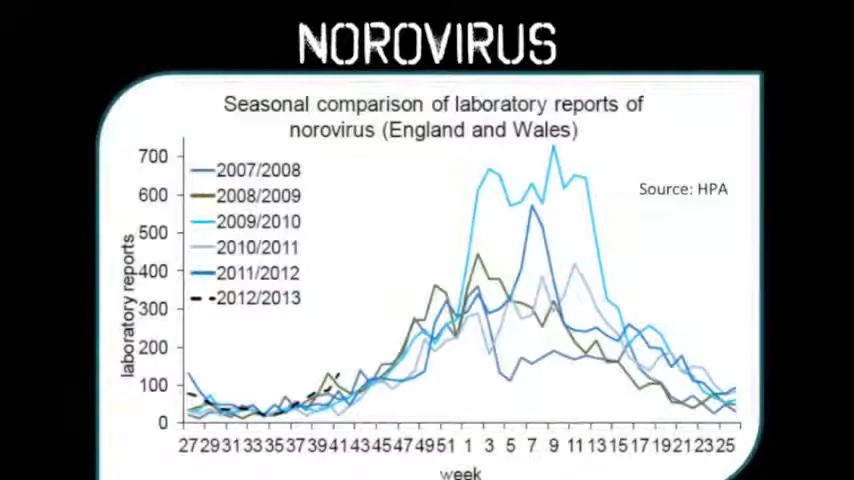 NOROVIRUS
Seasonal comparison of laboratory reports of
norovirus (England and Wales)
Source: HPA
700
600
500
400
300
200
100
0
laboratory reports
2007/2008
2008/2009
2009/2010
2010/2011
2011/2012
2012/2013
27 29 31 33 35 37 39 41 43 45 47 49 51 1 3 5 7 9 11 13 15 17 19 21 23 25
week